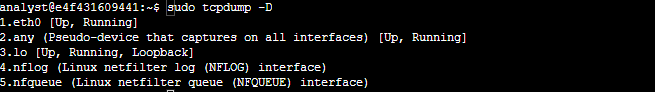 analyst@e4f431609441:~$ sudo tcpdump -D
1.eth0 [Up, Running]
2.any (Pseudo-device that captures on all interfaces) [Up, Running]
3.lo [Up, Running, Loopback]
4.nflog (Linux netfilter log (NFLOG) interface)
5.nfqueue (Linux netfilter queue (NFQUEUE) interface)